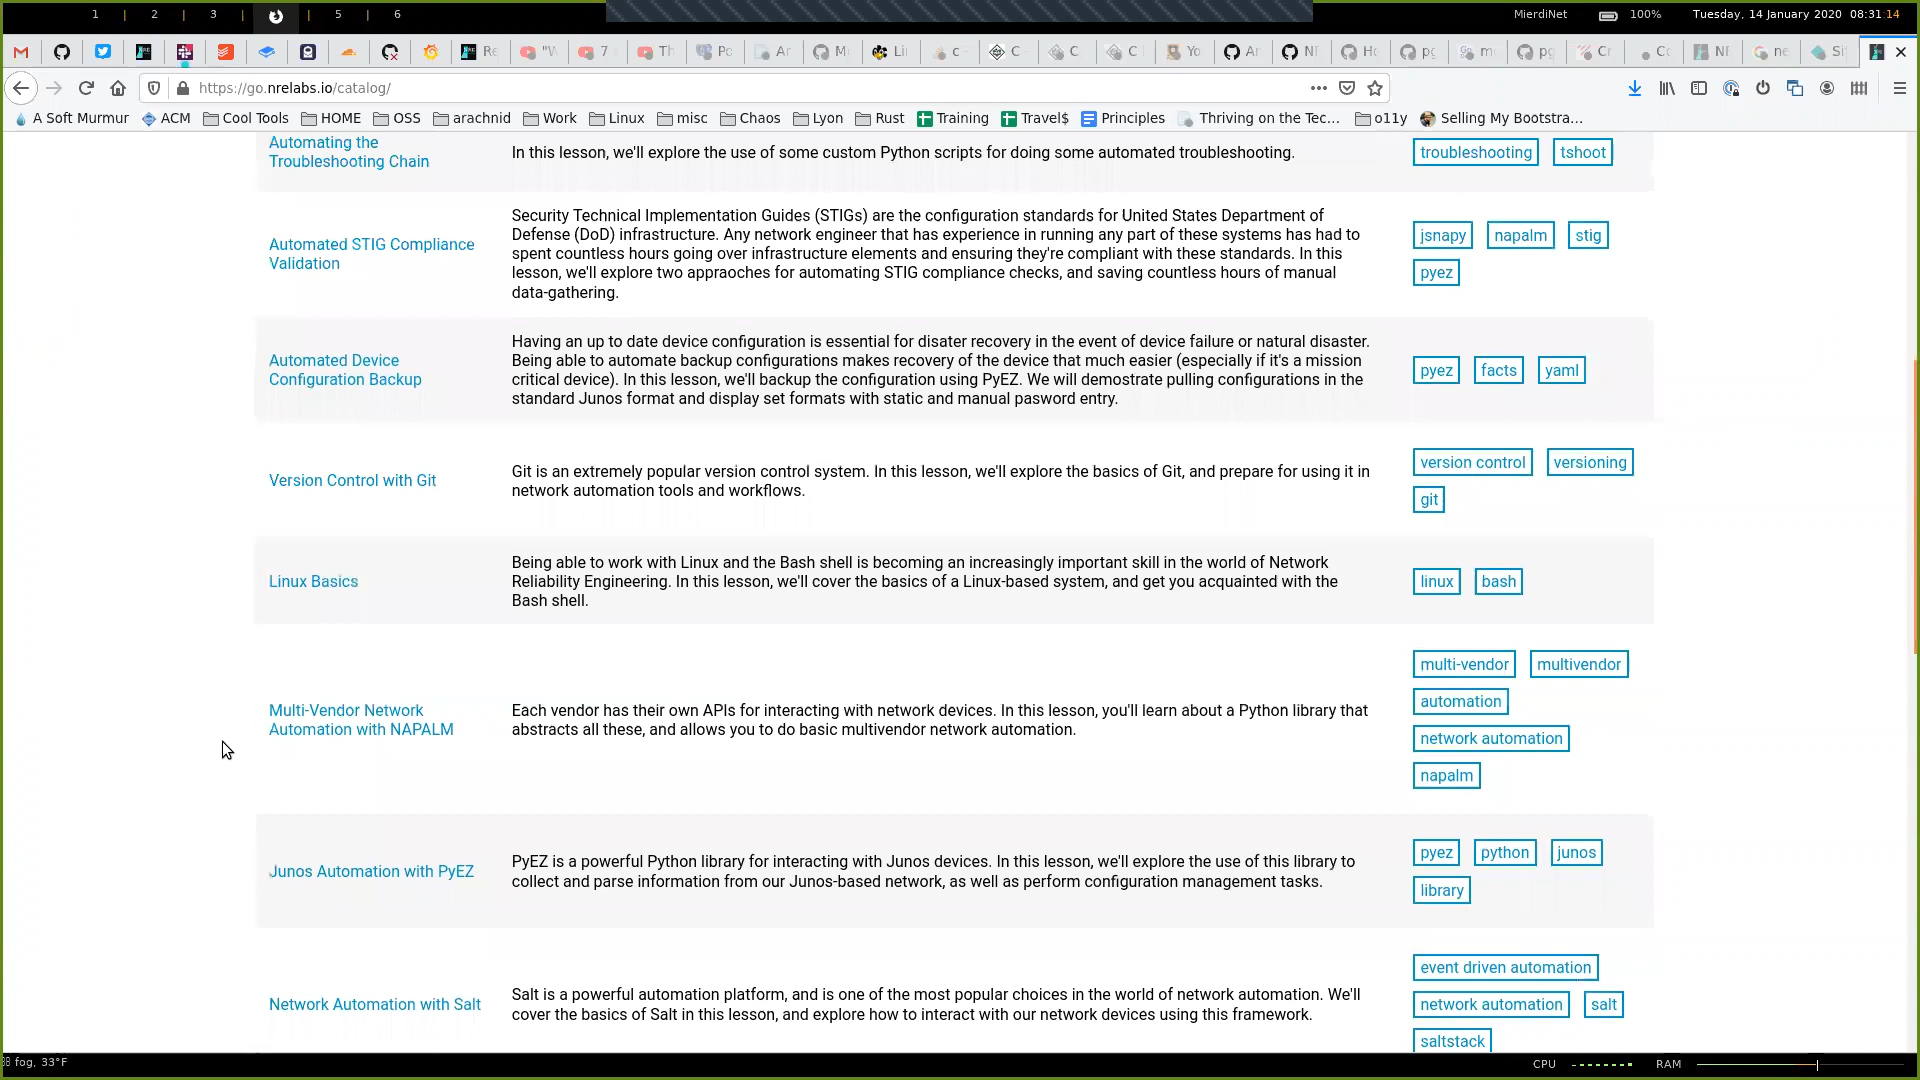 1 | 2 | 3 | | 5 | 6
MierdiNet 100% Tuesday, 14 January 2020 08:31:14
https://go.nrelabs.io/catalog/
A Soft Murmur ACM Cool Tools HOME OSS arachnid Work Linux misc Chaos Lyon Rust Training Travel$ Principles Thriving on the Tec... o11y Selling My Bootstra...
Automating the
Troubleshooting Chain
In this lesson, we'll explore the use of some custom Python scripts for doing some automated troubleshooting.
troubleshooting tshoot
Automated STIG Compliance
Validation
Security Technical Implementation Guides (STIGs) are the configuration standards for United States Department of
Defense (DoD) infrastructure. Any network engineer that has experience in running any part of these systems has had to
spent countless hours going over infrastructure elements and ensuring they're compliant with these standards. In this
lesson, we'll explore two appraoches for automating STIG compliance checks, and saving countless hours of manual
data-gathering.
jsnapy napalm stig
pyez
Automated Device
Configuration Backup
Having an up to date device configuration is essential for disater recovery in the event of device failure or natural disaster.
Being able to automate backup configurations makes recovery of the device that much easier (especially if it's a mission
critical device). In this lesson, we'll backup the configuration using PyEZ. We will demostrate pulling configurations in the
standard Junos format and display set formats with static and manual pasword entry.
pyez facts yaml
Version Control with Git
Git is an extremely popular version control system. In this lesson, we'll explore the basics of Git, and prepare for using it in
network automation tools and workflows.
version control versioning
git
Linux Basics
Being able to work with Linux and the Bash shell is becoming an increasingly important skill in the world of Network
Reliability Engineering. In this lesson, we'll cover the basics of a Linux-based system, and get you acquainted with the
Bash shell.
linux bash
Multi-Vendor Network
Automation with NAPALM
Each vendor has their own APIs for interacting with network devices. In this lesson, you'll learn about a Python library that
abstracts all these, and allows you to do basic multivendor network automation.
multi-vendor multivendor
automation
network automation
napalm
Junos Automation with PyEZ
PyEZ is a powerful Python library for interacting with Junos devices. In this lesson, we'll explore the use of this library to
collect and parse information from our Junos-based network, as well as perform configuration management tasks.
pyez python junos
library
Network Automation with Salt
Salt is a powerful automation platform, and is one of the most popular choices in the world of network automation. We'll
cover the basics of Salt in this lesson, and explore how to interact with our network devices using this framework.
event driven automation
network automation salt
saltstack
fog, 33°F CPU RAM